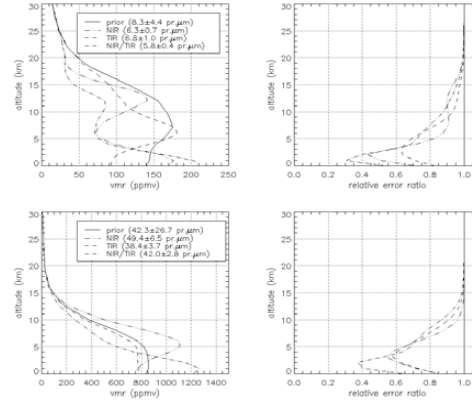 prior (8.3±4.4 pr.μm)
NIR (6.3±0.7 pr.μm)
TIR (6.8±1.0 pr.μm)
NIR/TIR (5.8±0.4 pr.μm)
altitude (km)
30
25
20
15
10
5
0
0 50 100 150 200 250
vmr (ppmv)
altitude (km)
30
25
20
15
10
5
0
0.0 0.2 0.4 0.6 0.8 1.0
relative error ratio
prior (42.3±26.7 pr.μm)
NIR (49.4±6.5 pr.μm)
TIR (38.4±3.7 pr.μm)
NIR/TIR (42.0±2.8 pr.μm)
altitude (km)
30
25
20
15
10
5
0
0 200 400 600 800 1000 1200 1400
vmr (ppmv)
altitude (km)
30
25
20
15
10
5
0
0.0 0.2 0.4 0.6 0.8 1.0
relative error ratio